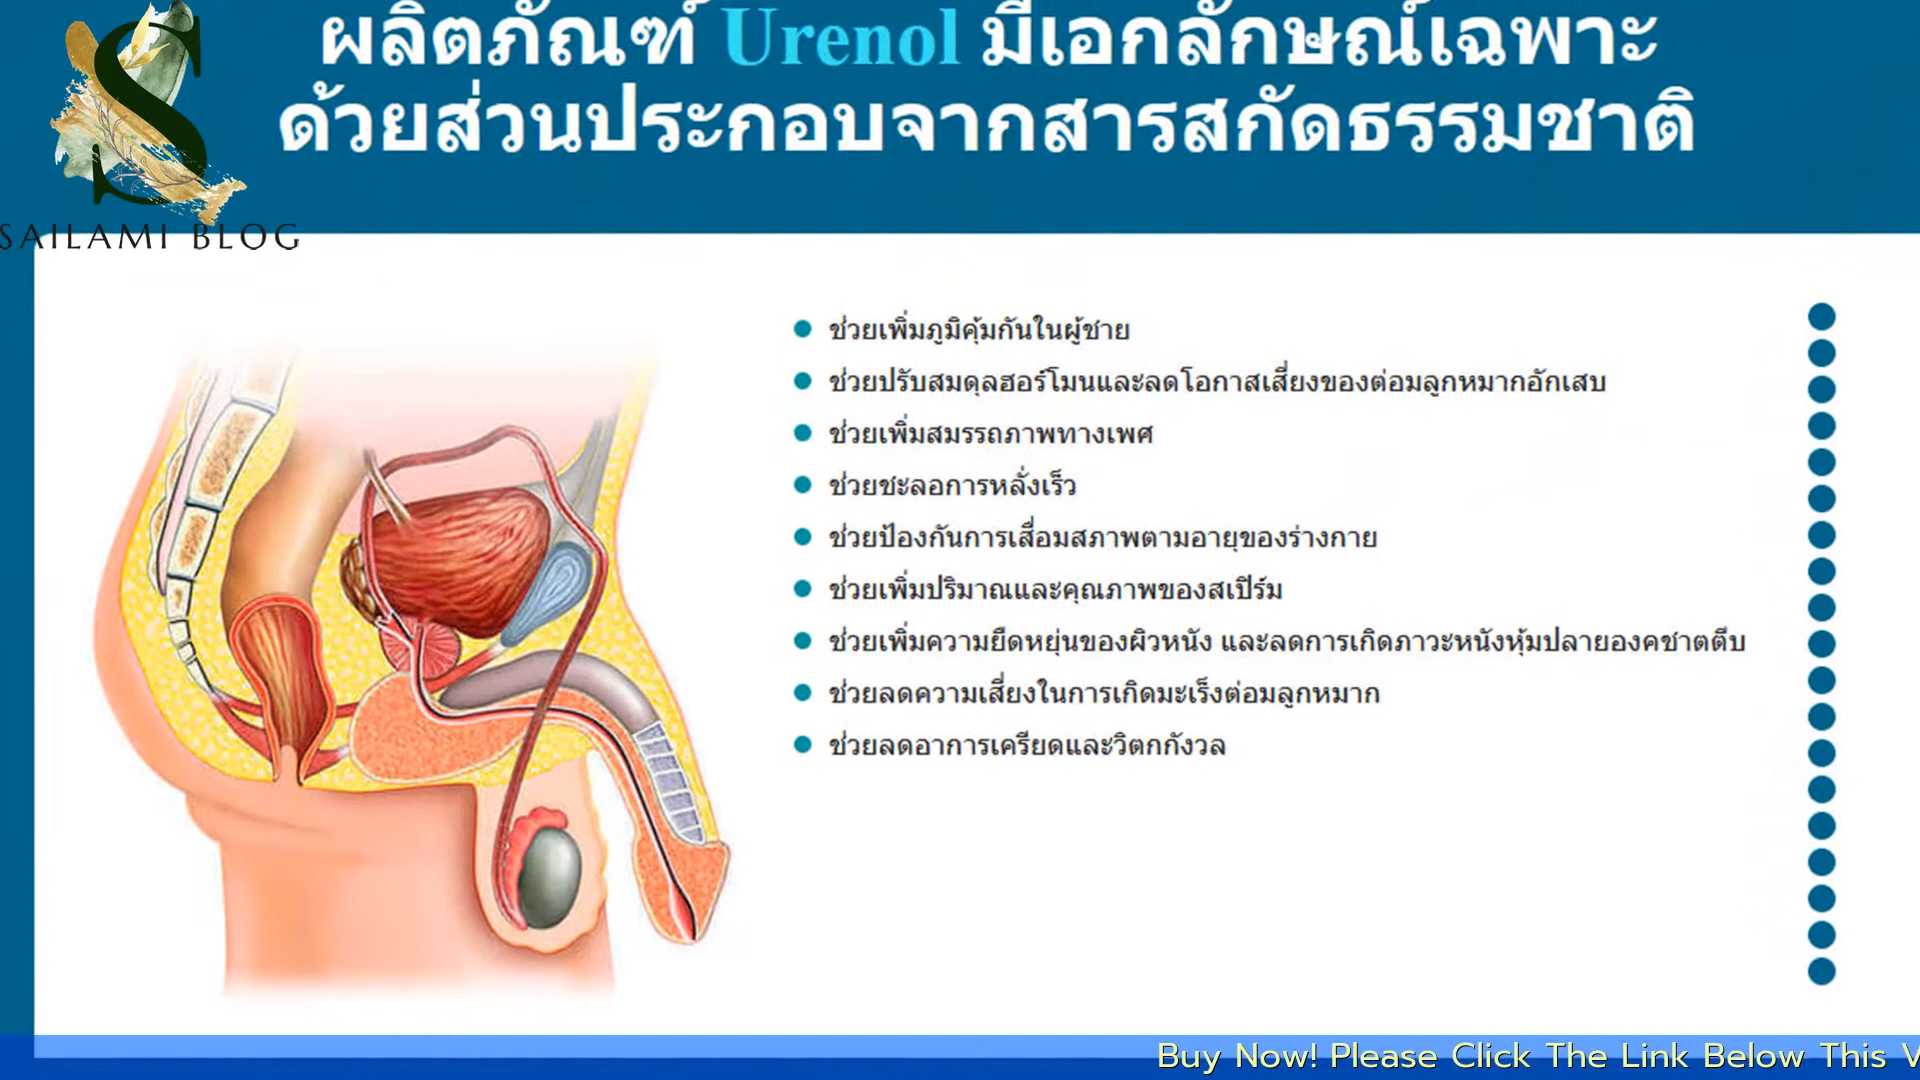 ผลิตภัณฑ์ Urenol มีเอกลักษณ์เฉพาะ
ด้วยส่วนประกอบจากสารสกัดธรรมชาติ
S
SAILAMI BLOG
ช่วยเพิ่มภูมิคุ้มกันในผู้ชาย
ช่วยปรับสมดุลฮอร์โมนและลดโอกาสเสี่ยงของต่อมลูกหมากอักเสบ
ช่วยเพิ่มสมรรถภาพทางเพศ
ช่วยชะลอการหลั่งเร็ว
ช่วยป้องกันการเสื่อมสภาพตามอายุของร่างกาย
ช่วยเพิ่มปริมาณและคุณภาพของสเปิร์ม
ช่วยเพิ่มความยืดหยุ่นของผิวหนัง และลดการเกิดภาวะหนังหุ้มปลายองคชาตตีบ
ช่วยลดความเสี่ยงในการเกิดมะเร็งต่อมลูกหมาก
ช่วยลดอาการเครียดและวิตกกังวล
Buy Now! Please Click The Link Below This V